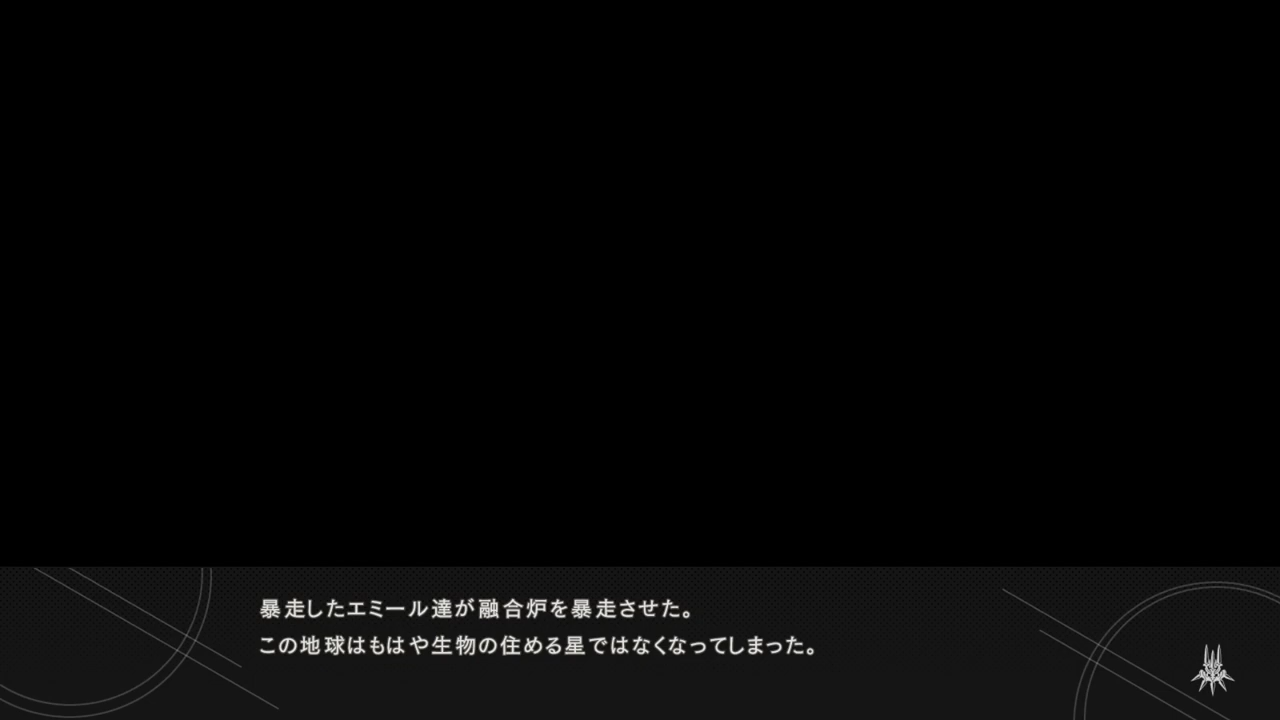 暴走したエミール達が融合炉を暴走させた。
この地球はもはや生物の住める星ではなくなってしまった。